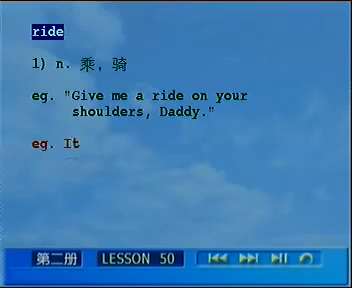 ride
1) n. 乘, 骑
eg. "Give me a ride on your
shoulders, Daddy."
eg. It
第二册 LESSON 50